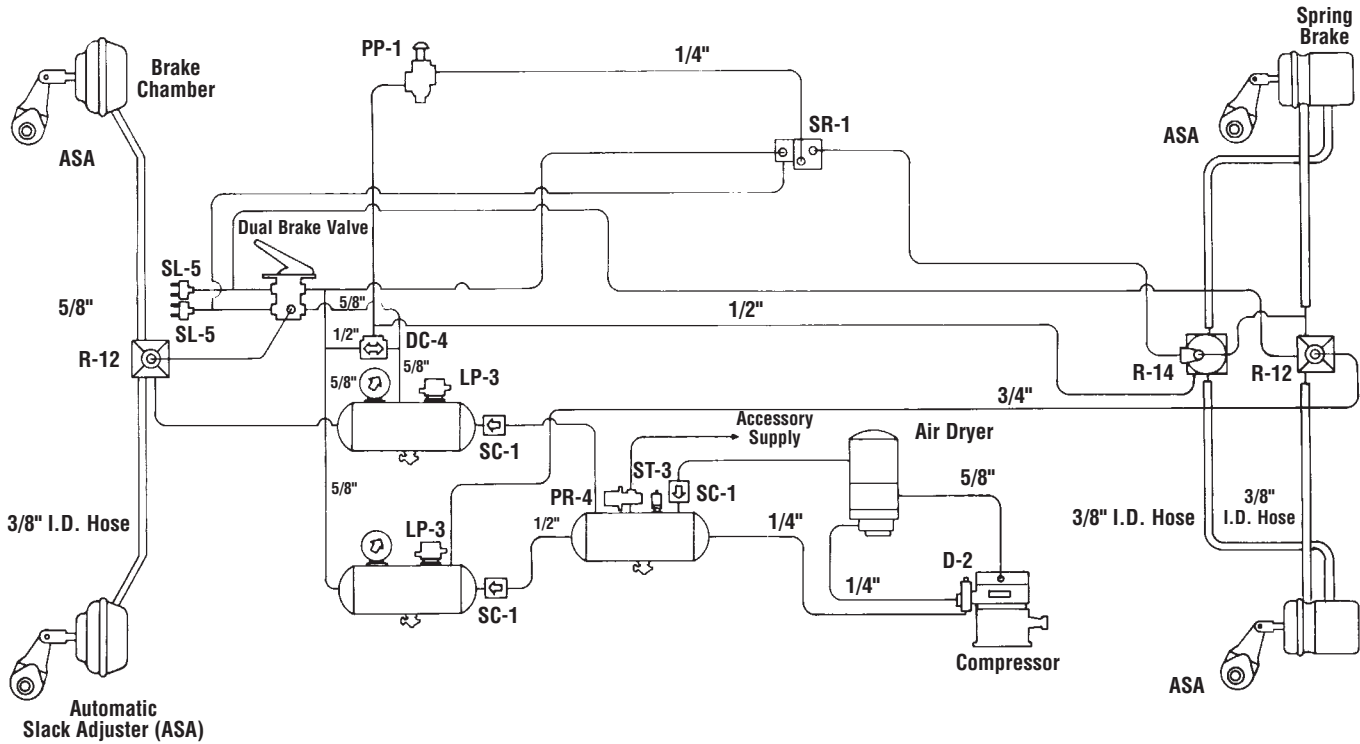 Spring
Brake
PP-1
1/4"
Brake
Chamber
SR-1
ASA
ASA
Dual Brake Valve
SL-5
5/8"
5/8"
SL-5
1/2"
1/2"
DC-4
R-12
5/8"
5/8"
LP-3
R-14
R-12
3/4"
Accessory
Supply
Air Dryer
SC-1
ST-3
5/8"
PR-4
SC-1
5/8"
3/8" I.D. Hose
3/8" I.D. Hose
3/8"
I.D. Hose
LP-3
1/2"
1/4"
D-2
1/4"
SC-1
Compressor
ASA
Automatic
Slack Adjuster (ASA)